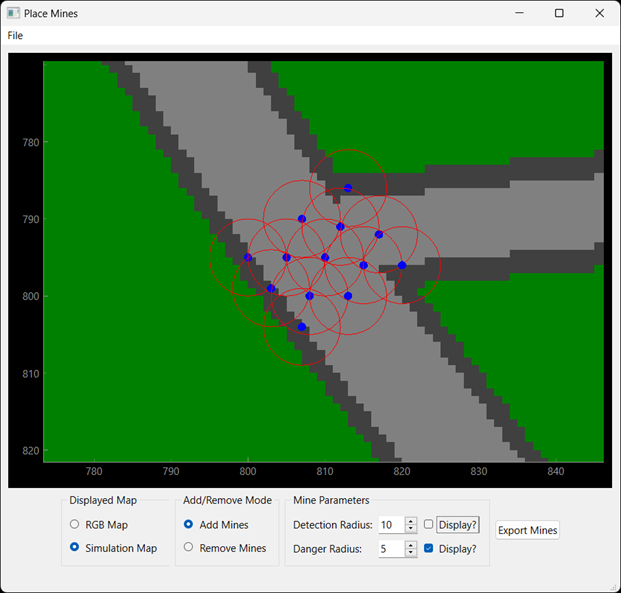 Place Mines
File
780
790
800
810
820
780 790 800 810 820 830 840
Displayed Map Add/Remove Mode Mine Parameters
RGB Map Add Mines Detection Radius: 10 Display? Export Mines
Simulation Map Remove Mines Danger Radius: 5 Display?